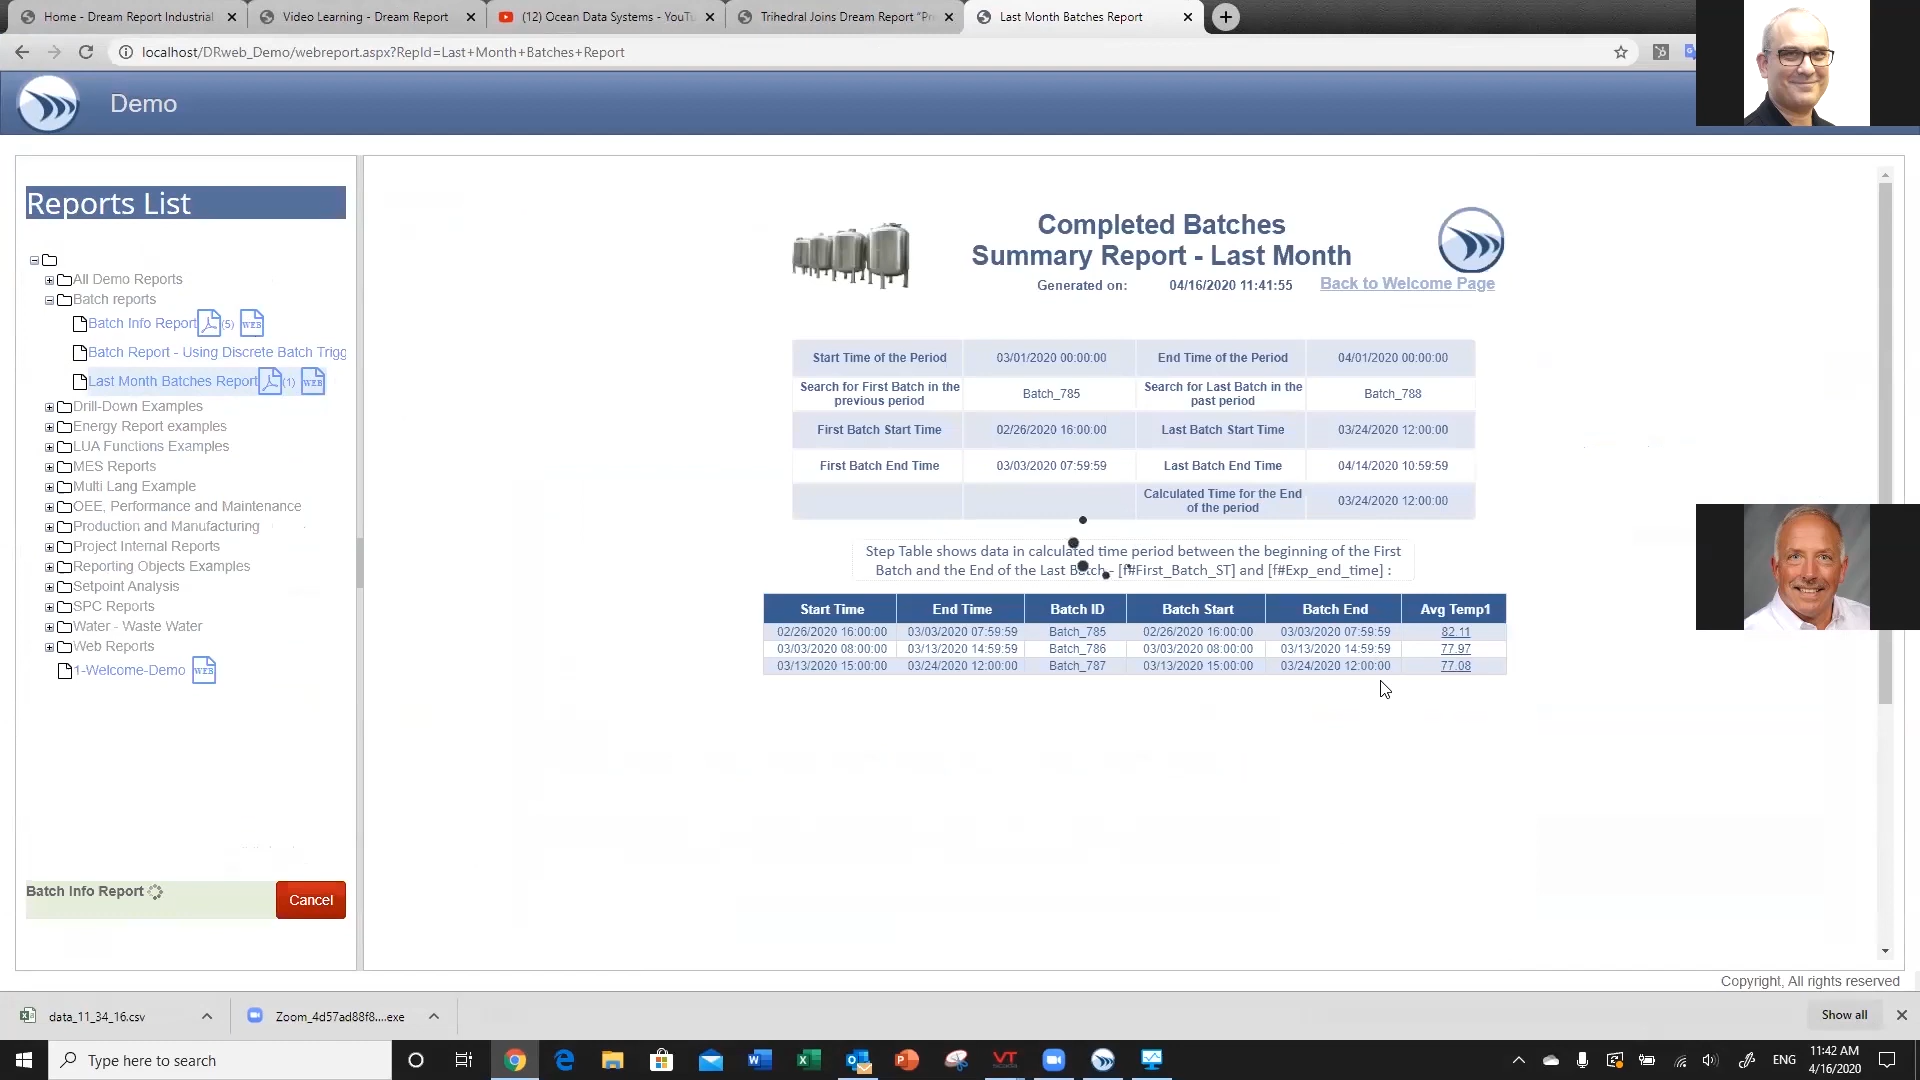 Home - Dream Report Industrial
Video Learning - Dream Report
(12) Ocean Data Systems - YouTu
Trihedral Joins Dream Report "Pr
Last Month Batches Report
localhost/DRweb_Demo/webreport.aspx?RepId=Last+Month+Batches+Report
Demo
Reports List
All Demo Reports
Batch reports
Batch Info Report (5) WEB
Batch Report - Using Discrete Batch Trigg
Last Month Batches Report (1) WEB
Drill-Down Examples
Energy Report examples
LUA Functions Examples
MES Reports
Multi Lang Example
OEE, Performance and Maintenance
Production and Manufacturing
Project Internal Reports
Reporting Objects Examples
Setpoint Analysis
SPC Reports
Water - Waste Water
Web Reports
1-Welcome-Demo WEB
Batch Info Report
Cancel
Completed Batches
Summary Report - Last Month
Generated on: 04/16/2020 11:41:55 Back to Welcome Page
Start Time of the Period 03/01/2020 00:00:00 End Time of the Period 04/01/2020 00:00:00
Search for First Batch in the previous period Batch_785 Search for Last Batch in the past period Batch_788
First Batch Start Time 02/26/2020 16:00:00 Last Batch Start Time 03/24/2020 12:00:00
First Batch End Time 03/03/2020 07:59:59 Last Batch End Time 04/14/2020 10:59:59
Calculated Time for the End of the period 03/24/2020 12:00:00
Step Table shows data in calculated time period between the beginning of the First
Batch and the End of the Last Batch - [f#First_Batch_ST] and [f#Exp_end_time] :
Start Time End Time Batch ID Batch Start Batch End Avg Temp1
02/26/2020 16:00:00 03/03/2020 07:59:59 Batch_785 02/26/2020 16:00:00 03/03/2020 07:59:59 82.11
03/03/2020 08:00:00 03/13/2020 14:59:59 Batch_786 03/03/2020 08:00:00 03/13/2020 14:59:59 77.97
03/13/2020 15:00:00 03/24/2020 12:00:00 Batch_787 03/13/2020 15:00:00 03/24/2020 12:00:00 77.08
Copyright, All rights reserved
data_11_34_16.csv
Zoom_4d57ad88f8....exe
Show all
Type here to search
VT
ENG
11:42 AM
4/16/2020